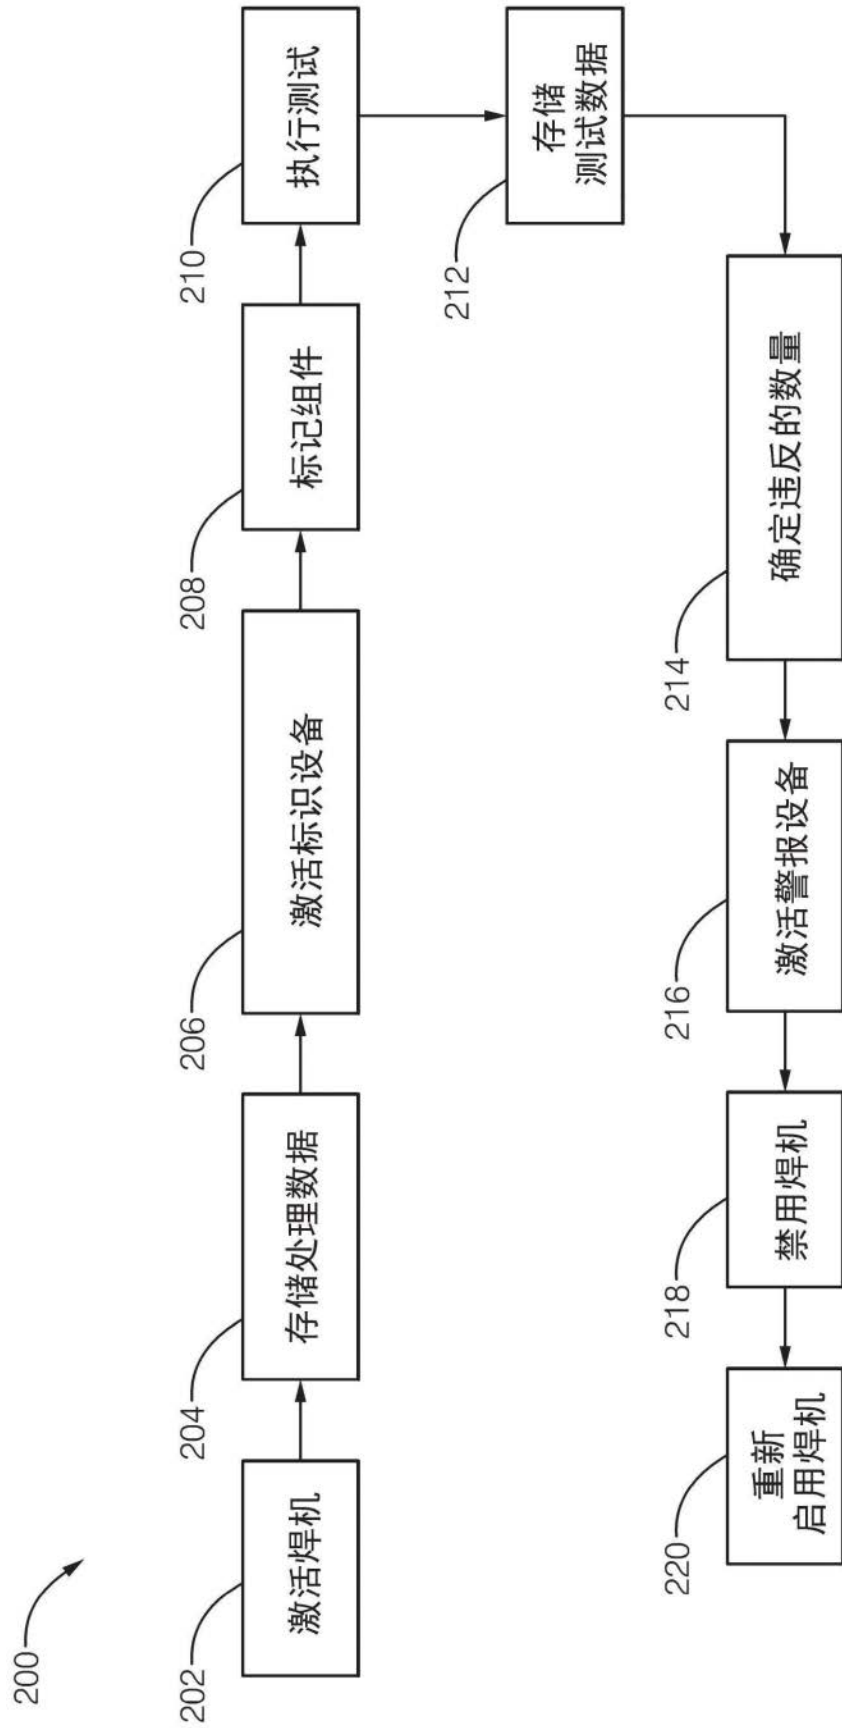 200
202
激活焊机
204
存储处理数据
206
激活标识设备
208
标记组件
210
执行测试
212
存储
测试数据
214
确定违反的数量
216
激活警报设备
218
禁用焊机
220
重新
启用焊机